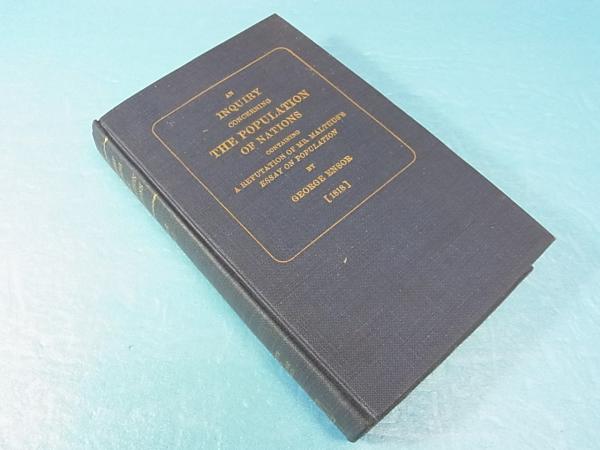 AN
INQUIRY
CONCERNING
THE POPULATION
OF NATIONS
CONTAINING
A REFUTATION OF MR. MALTHUS'S
ESSAY ON POPULATION
BY
GEORGE ENSOR
[1818]